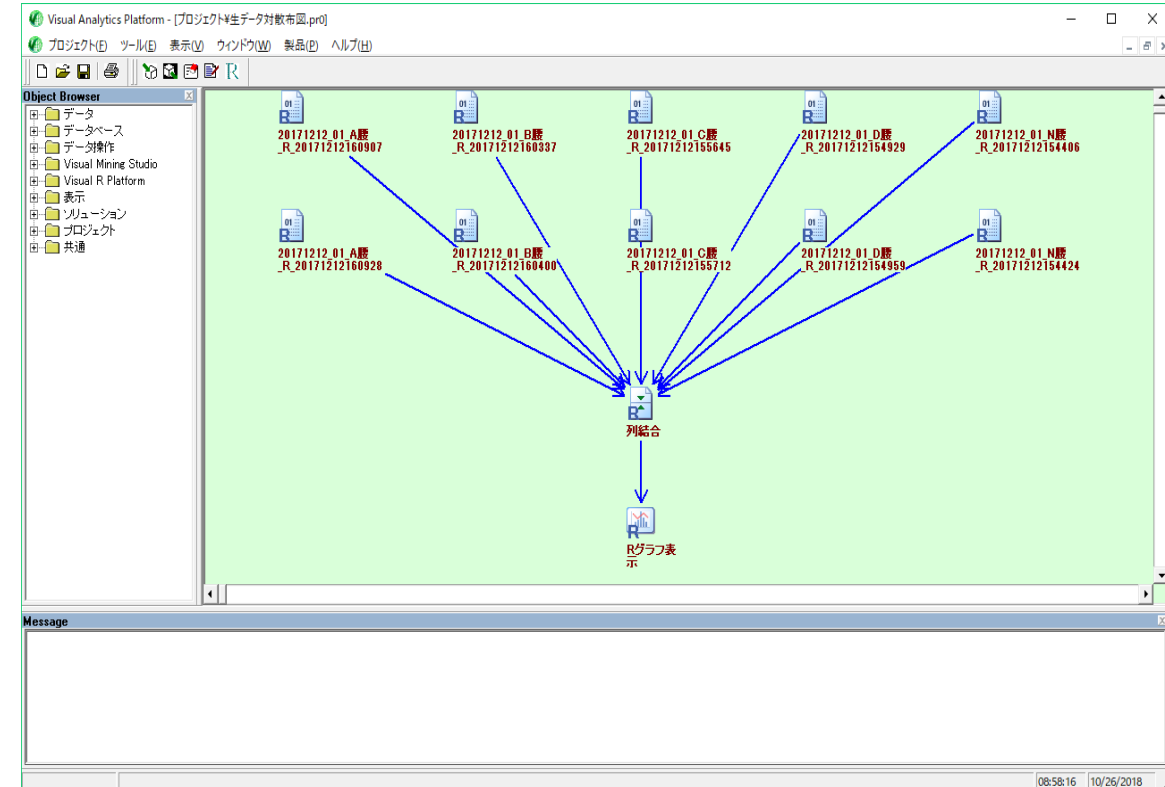 Visual Analytics Platform - [プロジェクト¥生データ対散布図.pr0]
プロジェクト(F) ツール(E) 表示(V) ウィンドウ(W) 製品(P) ヘルプ(H)
R
Object Browser
データ
データベース
データ操作
Visual Mining Studio
Visual R Platform
表示
ソリューション
プロジェクト
共通
20171212_01_A腰
_R_20171212160907
20171212_01_B腰
_R_20171212160337
20171212_01_C腰
_R_20171212155645
20171212_01_D腰
_R_20171212154929
20171212_01_N腰
_R_20171212154406
20171212_01_A腰
_R_20171212160928
20171212_01_B腰
_R_20171212160400
20171212_01_C腰
_R_20171212155712
20171212_01_D腰
_R_20171212154959
20171212_01_N腰
_R_20171212154424
列結合
Rグラフ表
示
Message
08:58:16 10/26/2018